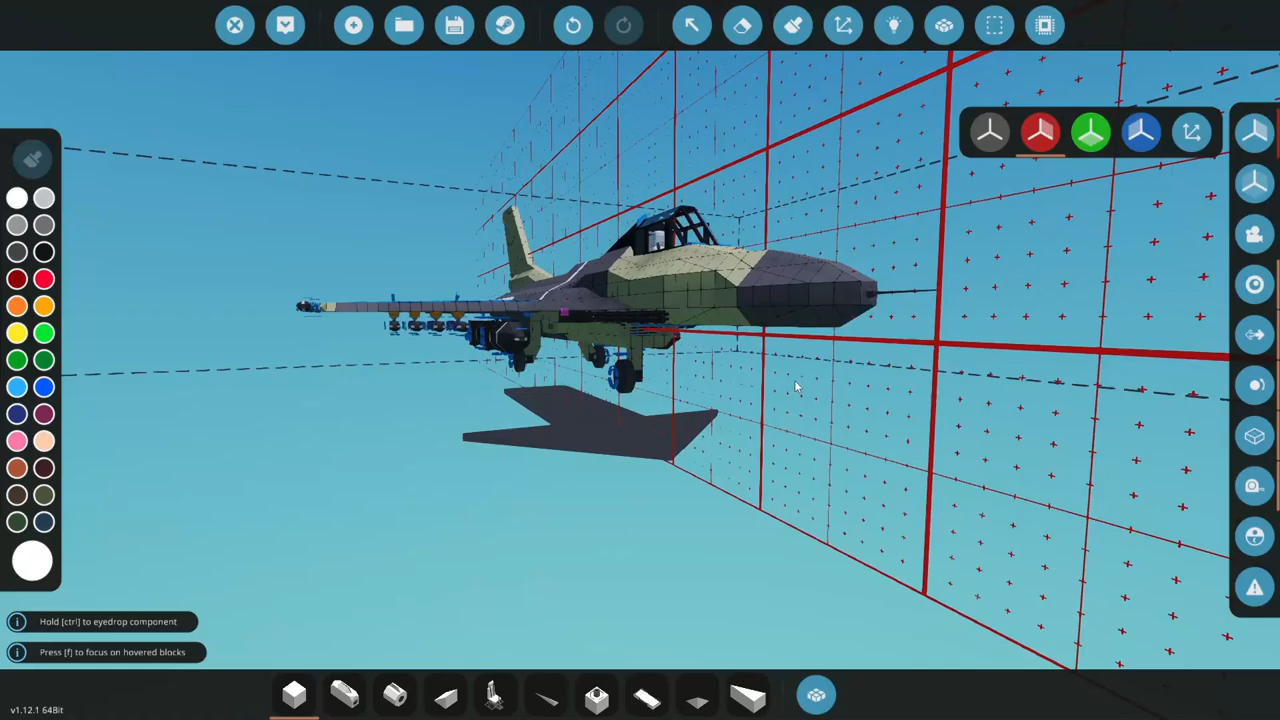 Hold [ctrl] to eyedrop component
Press [f] to focus on hovered blocks
v1.12.1 64Bit